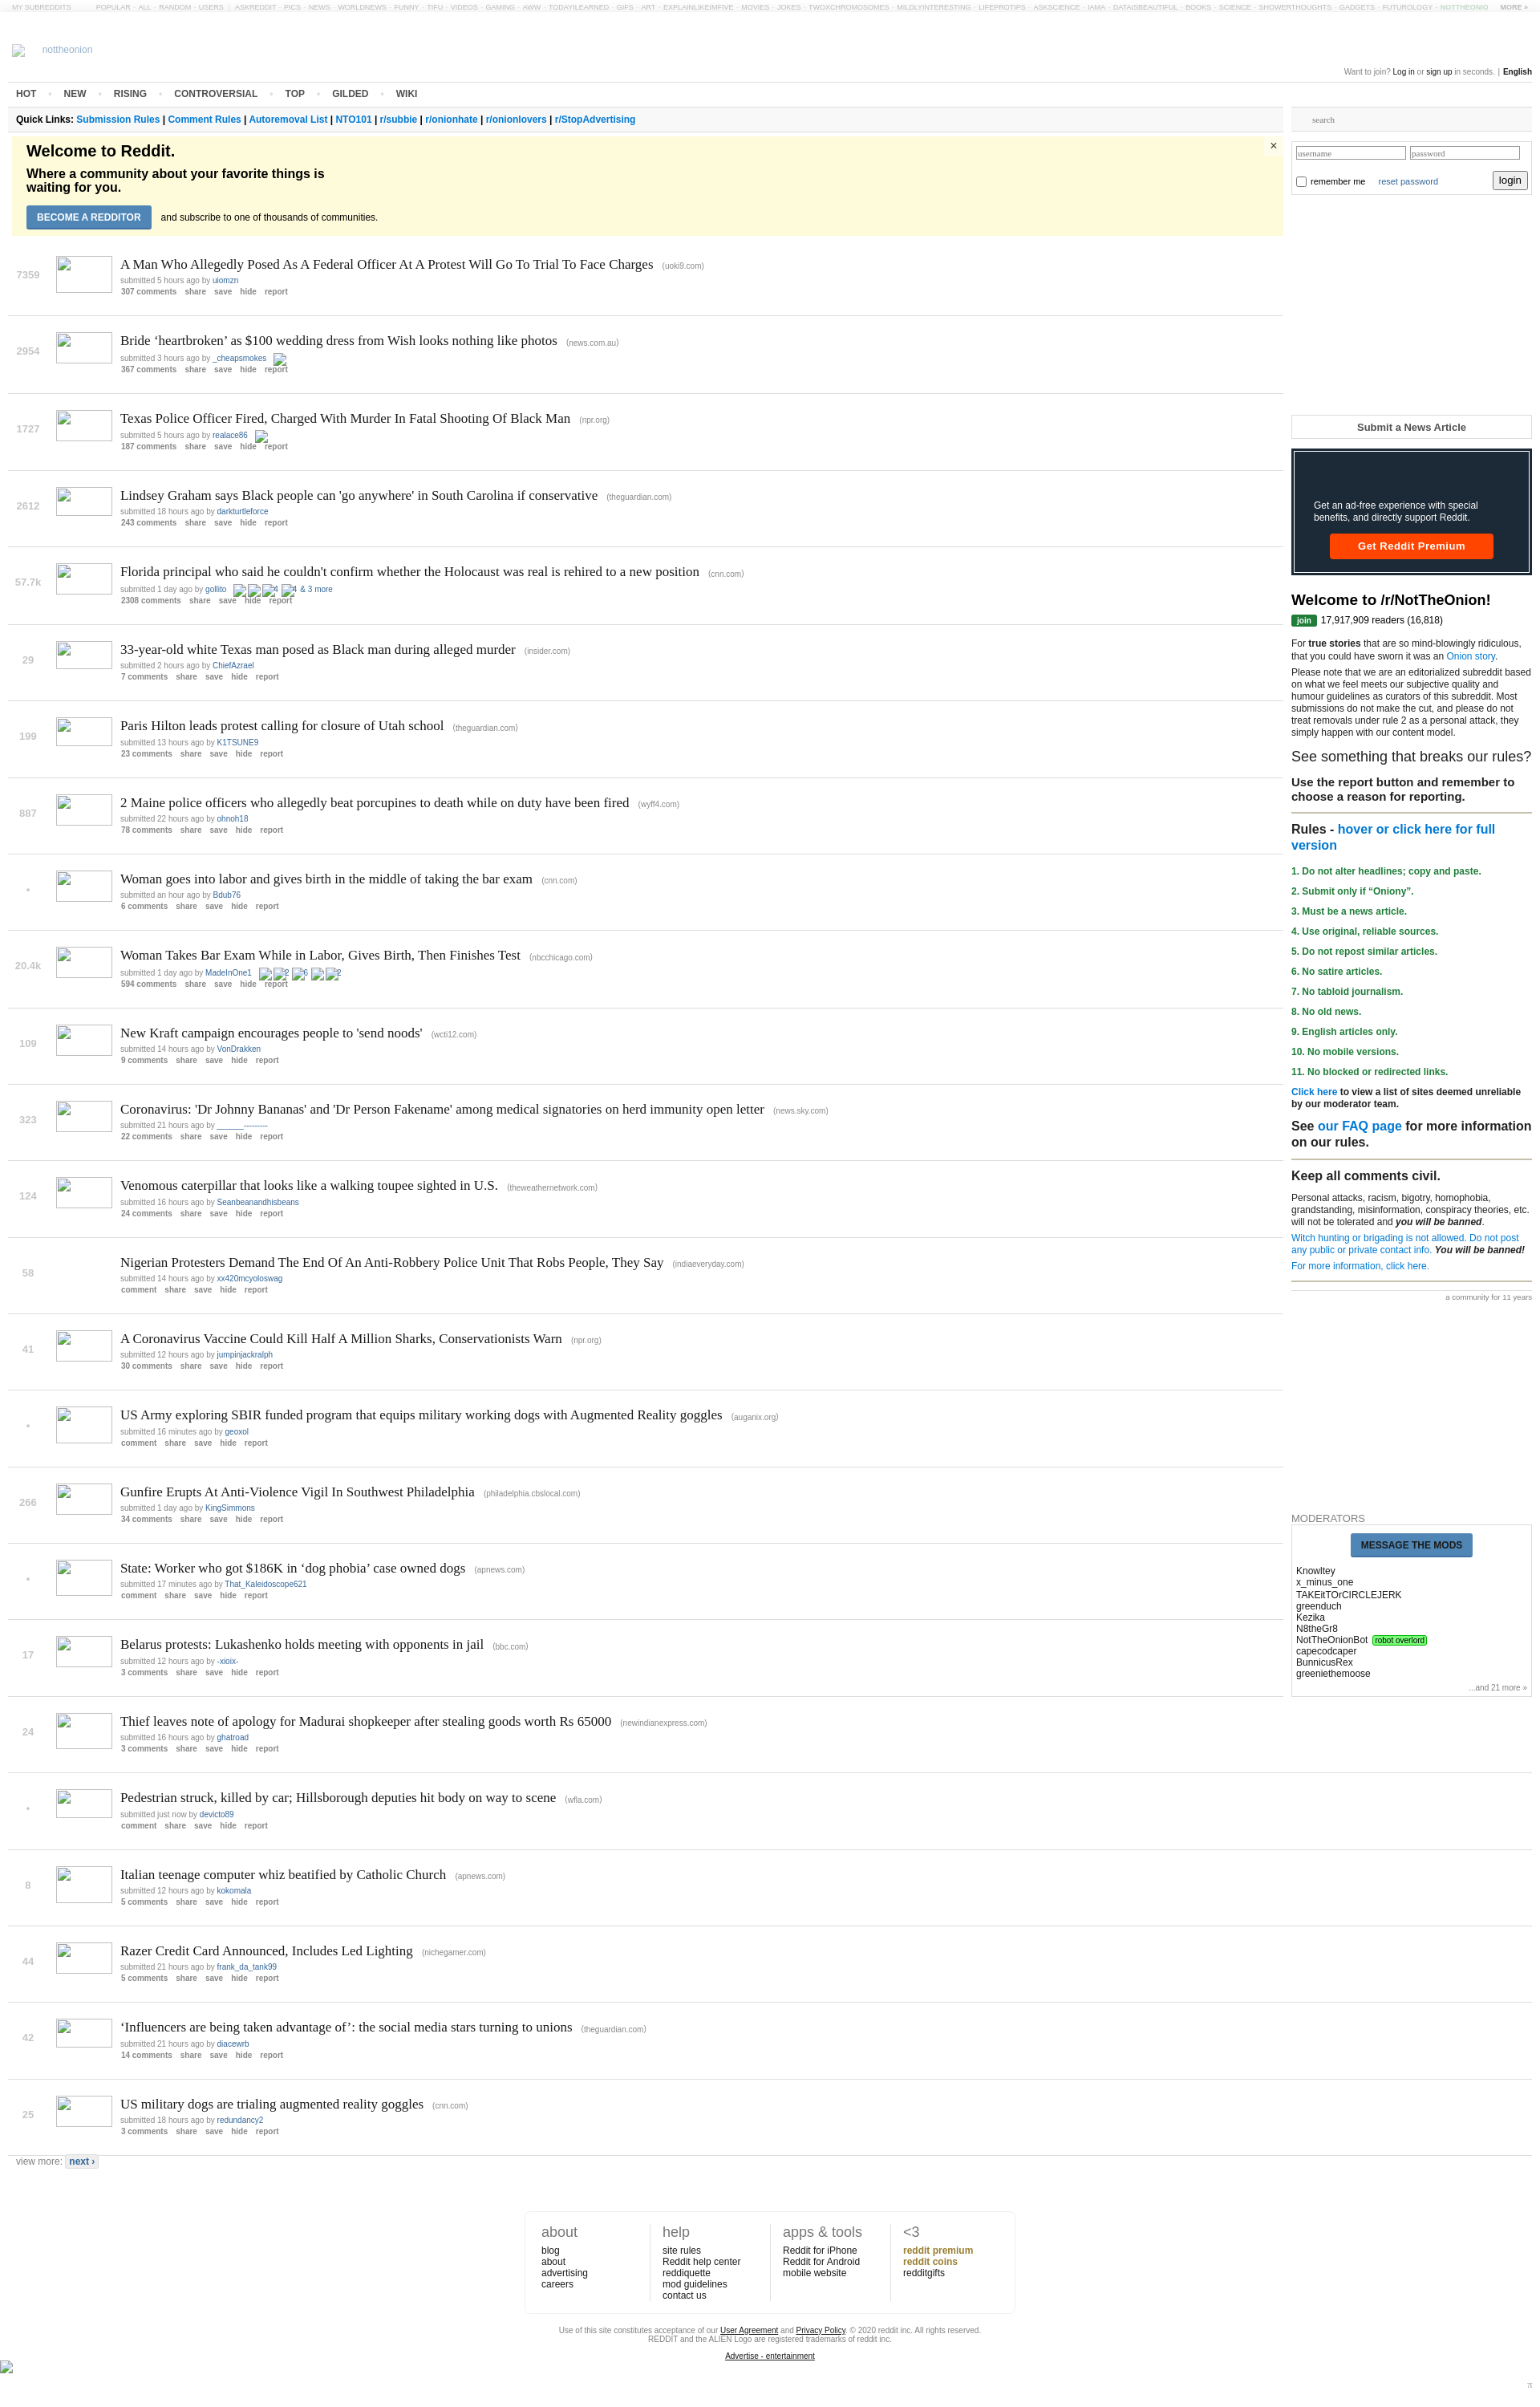 MY SUBREDDITS POPULAR - ALL - RANDOM - USERS | ASKREDDIT - PICS - NEWS - WORLDNEWS - FUNNY - TIFU - VIDEOS - GAMING - AWW - TODAYILEARNED - GIFS - ART - EXPLAINLIKEIMFIVE - MOVIES - JOKES - TWOXCHROMOSOMES - MILDLYINTERESTING - LIFEPROTIPS - ASKSCIENCE - IAMA - DATAISBEAUTIFUL - BOOKS - SCIENCE - SHOWERTHOUGHTS - GADGETS - FUTUROLOGY - NOTTHEONIO MORE »
nottheonion
Want to join? Log in or sign up in seconds. | English
HOT • NEW • RISING • CONTROVERSIAL • TOP • GILDED • WIKI
Quick Links: Submission Rules | Comment Rules | Autoremoval List | NTO101 | r/subbie | r/onionhate | r/onionlovers | r/StopAdvertising
Welcome to Reddit.
Where a community about your favorite things is
waiting for you.
BECOME A REDDITOR and subscribe to one of thousands of communities.
×
7359
A Man Who Allegedly Posed As A Federal Officer At A Protest Will Go To Trial To Face Charges (uoki9.com)
submitted 5 hours ago by uiomzn
307 comments share save hide report
2954
Bride ‘heartbroken’ as $100 wedding dress from Wish looks nothing like photos (news.com.au)
submitted 3 hours ago by _cheapsmokes
367 comments share save hide report
1727
Texas Police Officer Fired, Charged With Murder In Fatal Shooting Of Black Man (npr.org)
submitted 5 hours ago by realace86
187 comments share save hide report
2612
Lindsey Graham says Black people can 'go anywhere' in South Carolina if conservative (theguardian.com)
submitted 18 hours ago by darkturtleforce
243 comments share save hide report
57.7k
Florida principal who said he couldn't confirm whether the Holocaust was real is rehired to a new position (cnn.com)
submitted 1 day ago by gollito 4 4 & 3 more
2308 comments share save hide report
29
33-year-old white Texas man posed as Black man during alleged murder (insider.com)
submitted 2 hours ago by ChiefAzrael
7 comments share save hide report
199
Paris Hilton leads protest calling for closure of Utah school (theguardian.com)
submitted 13 hours ago by K1TSUNE9
23 comments share save hide report
887
2 Maine police officers who allegedly beat porcupines to death while on duty have been fired (wyff4.com)
submitted 22 hours ago by ohnoh18
78 comments share save hide report
•
Woman goes into labor and gives birth in the middle of taking the bar exam (cnn.com)
submitted an hour ago by Bdub76
6 comments share save hide report
20.4k
Woman Takes Bar Exam While in Labor, Gives Birth, Then Finishes Test (nbcchicago.com)
submitted 1 day ago by MadeInOne1 2 6 2
594 comments share save hide report
109
New Kraft campaign encourages people to 'send noods' (wcti12.com)
submitted 14 hours ago by VonDrakken
9 comments share save hide report
323
Coronavirus: 'Dr Johnny Bananas' and 'Dr Person Fakename' among medical signatories on herd immunity open letter (news.sky.com)
submitted 21 hours ago by ______---------
22 comments share save hide report
124
Venomous caterpillar that looks like a walking toupee sighted in U.S. (theweathernetwork.com)
submitted 16 hours ago by Seanbeanandhisbeans
24 comments share save hide report
58
Nigerian Protesters Demand The End Of An Anti-Robbery Police Unit That Robs People, They Say (indiaeveryday.com)
submitted 14 hours ago by xx420mcyoloswag
comment share save hide report
41
A Coronavirus Vaccine Could Kill Half A Million Sharks, Conservationists Warn (npr.org)
submitted 12 hours ago by jumpinjackralph
30 comments share save hide report
•
US Army exploring SBIR funded program that equips military working dogs with Augmented Reality goggles (auganix.org)
submitted 16 minutes ago by geoxol
comment share save hide report
266
Gunfire Erupts At Anti-Violence Vigil In Southwest Philadelphia (philadelphia.cbslocal.com)
submitted 1 day ago by KingSimmons
34 comments share save hide report
•
State: Worker who got $186K in ‘dog phobia’ case owned dogs (apnews.com)
submitted 17 minutes ago by That_Kaleidoscope621
comment share save hide report
17
Belarus protests: Lukashenko holds meeting with opponents in jail (bbc.com)
submitted 12 hours ago by -xioix-
3 comments share save hide report
24
Thief leaves note of apology for Madurai shopkeeper after stealing goods worth Rs 65000 (newindianexpress.com)
submitted 16 hours ago by ghatroad
3 comments share save hide report
•
Pedestrian struck, killed by car; Hillsborough deputies hit body on way to scene (wfla.com)
submitted just now by devicto89
comment share save hide report
8
Italian teenage computer whiz beatified by Catholic Church (apnews.com)
submitted 12 hours ago by kokomala
5 comments share save hide report
44
Razer Credit Card Announced, Includes Led Lighting (nichegamer.com)
submitted 21 hours ago by frank_da_tank99
5 comments share save hide report
42
‘Influencers are being taken advantage of’: the social media stars turning to unions (theguardian.com)
submitted 21 hours ago by diacewrb
14 comments share save hide report
25
US military dogs are trialing augmented reality goggles (cnn.com)
submitted 18 hours ago by redundancy2
3 comments share save hide report
view more: next ›
search
username password
remember me reset password login
Submit a News Article
Get an ad-free experience with special
benefits, and directly support Reddit.
Get Reddit Premium
Welcome to /r/NotTheOnion!
join 17,917,909 readers (16,818)
For true stories that are so mind-blowingly ridiculous,
that you could have sworn it was an Onion story.
Please note that we are an editorialized subreddit based
on what we feel meets our subjective quality and
humour guidelines as curators of this subreddit. Most
submissions do not make the cut, and please do not
treat removals under rule 2 as a personal attack, they
simply happen with our content model.
See something that breaks our rules?
Use the report button and remember to
choose a reason for reporting.
Rules - hover or click here for full
version
1. Do not alter headlines; copy and paste.
2. Submit only if “Oniony”.
3. Must be a news article.
4. Use original, reliable sources.
5. Do not repost similar articles.
6. No satire articles.
7. No tabloid journalism.
8. No old news.
9. English articles only.
10. No mobile versions.
11. No blocked or redirected links.
Click here to view a list of sites deemed unreliable
by our moderator team.
See our FAQ page for more information
on our rules.
Keep all comments civil.
Personal attacks, racism, bigotry, homophobia,
grandstanding, misinformation, conspiracy theories, etc.
will not be tolerated and you will be banned.
Witch hunting or brigading is not allowed. Do not post
any public or private contact info. You will be banned!
For more information, click here.
a community for 11 years
MODERATORS
MESSAGE THE MODS
Knowltey
x_minus_one
TAKEitTOrCIRCLEJERK
greenduch
Kezika
N8theGr8
NotTheOnionBot robot overlord
capecodcaper
BunnicusRex
greeniethemoose
...and 21 more »
about
blog
about
advertising
careers
help
site rules
Reddit help center
reddiquette
mod guidelines
contact us
apps & tools
Reddit for iPhone
Reddit for Android
mobile website
<3
reddit premium
reddit coins
redditgifts
Use of this site constitutes acceptance of our User Agreement and Privacy Policy. © 2020 reddit inc. All rights reserved.
REDDIT and the ALIEN Logo are registered trademarks of reddit inc.
Advertise - entertainment
π